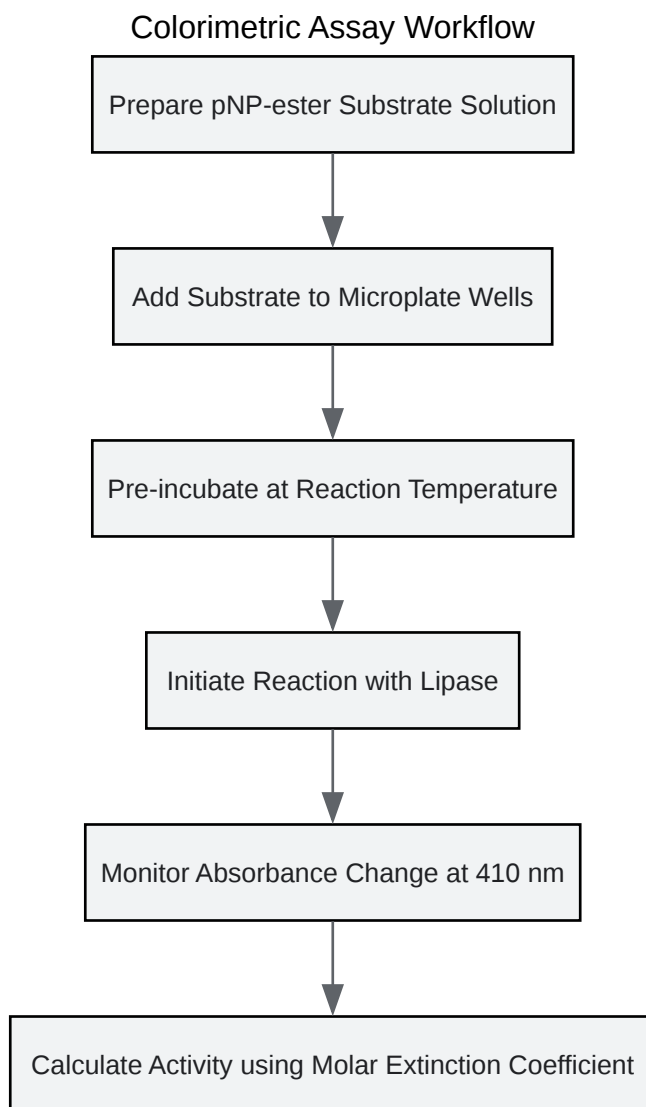 Colorimetric Assay Workflow
Prepare pNP-ester Substrate Solution
Add Substrate to Microplate Wells
Pre-incubate at Reaction Temperature
Initiate Reaction with Lipase
Monitor Absorbance Change at 410 nm
Calculate Activity using Molar Extinction Coefficient